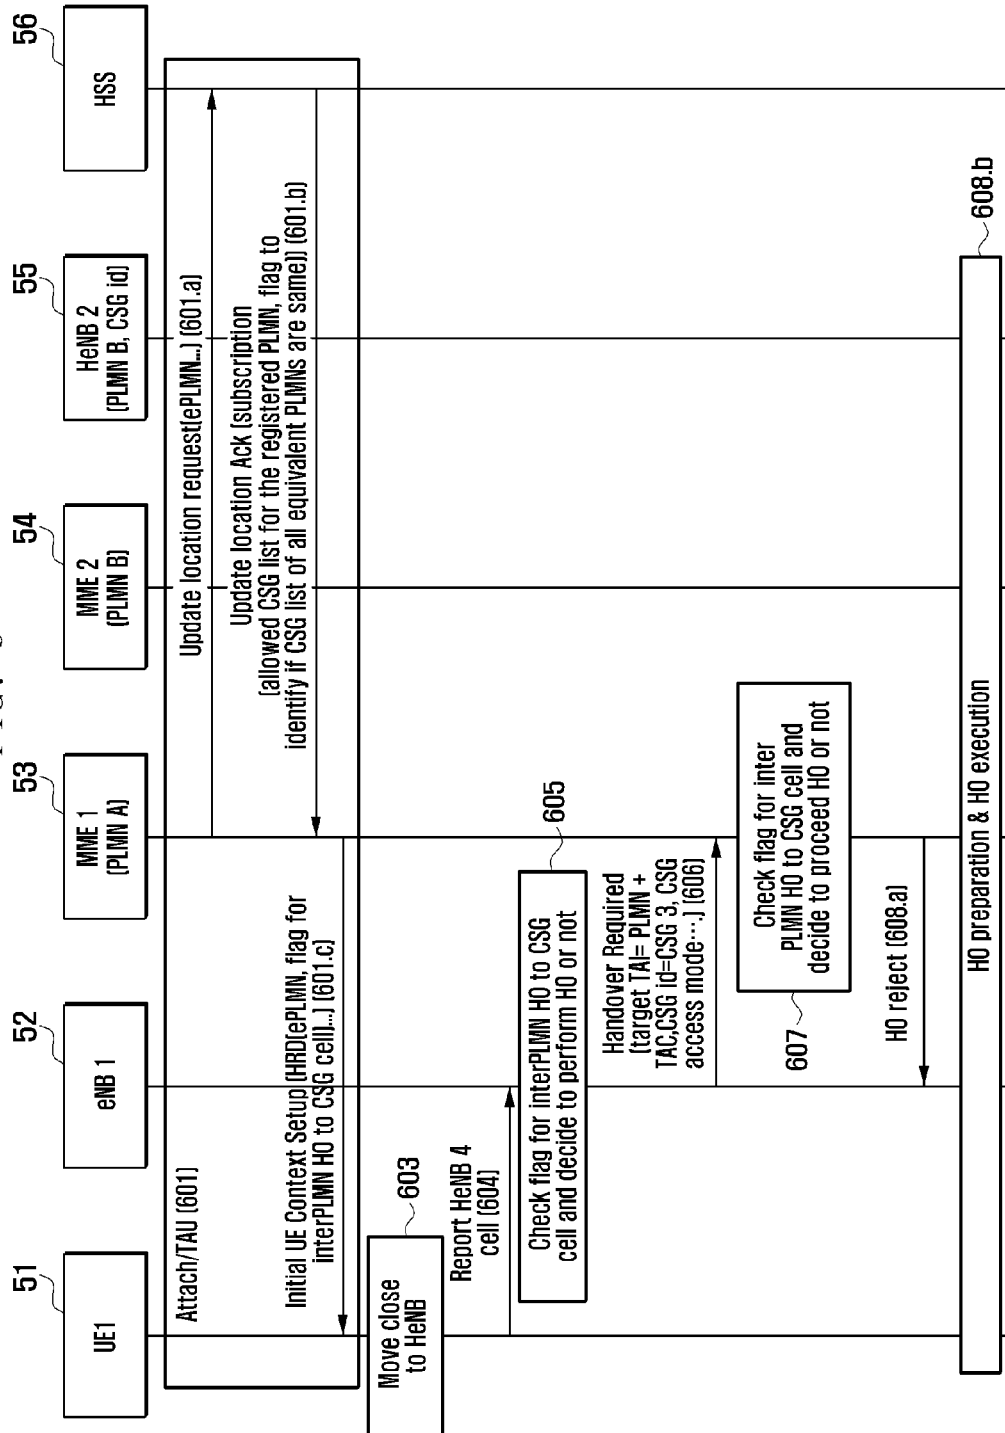 51
UE1
52
eNB 1
53
MME 1
(PLMN A)
54
MME 2
(PLMN B)
55
HeNB 2
(PLMN B, CSG id)
56
HSS
Attach/TAU (601)
Update location request(ePLMN...) (601.a)
Update location Ack (subscription
(allowed CSG list for the registered PLMN, flag to
identify if CSG list of all equivalent PLMNs are same)) (601.b)
Initial UE Context Setup (HRD(ePLMN, flag for
interPLMN HO to CSG cell)...) (601.c)
Move close
to HeNB
603
Report HeNB 4
cell (604)
Check flag for interPLMN HO to CSG
cell and decide to perform HO or not
605
Handover Required
(target TAI= PLMN +
TAC,CSG id=CSG 3, CSG
access mode....) (606)
Check flag for inter
PLMN HO to CSG cell and
decide to proceed HO or not
607
HO reject (608.a)
HO preparation & HO execution
608.b